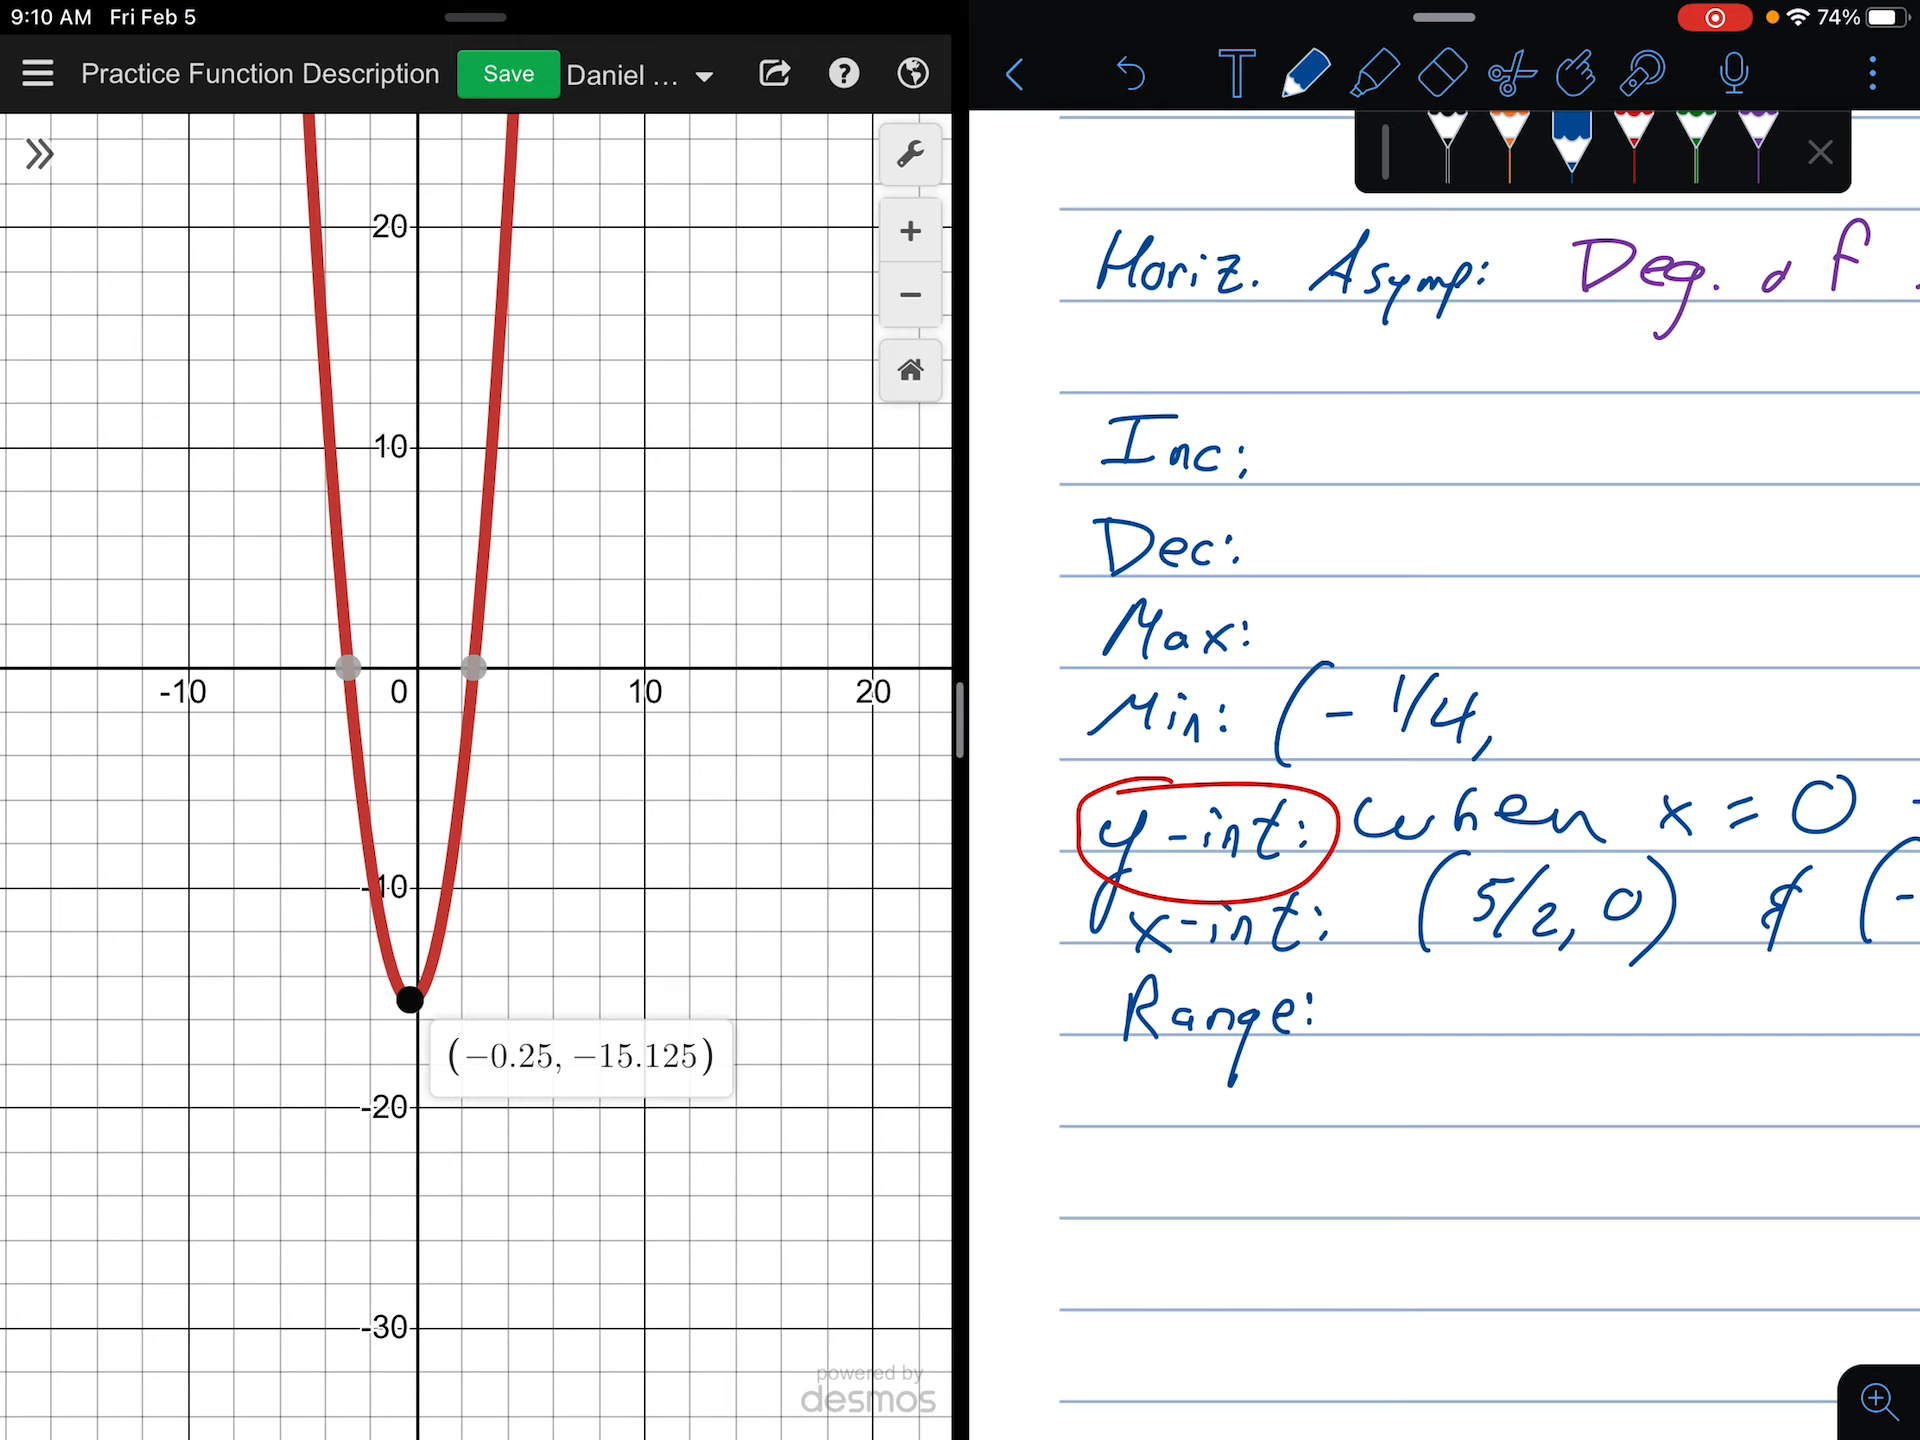 9:10 AM Fri Feb 5
74%
Practice Function Description
Save
Daniel ...
20
10
-10
0
10
20
-10
(−0.25, −15.125)
-20
-30
powered by
desmos
T
Horiz. Asymp: Deg. of f
Inc:
Dec:
Max:
Min: (- 1/4,
y-int: when x = 0 -
x-int: (5/2, 0) & (-
Range: